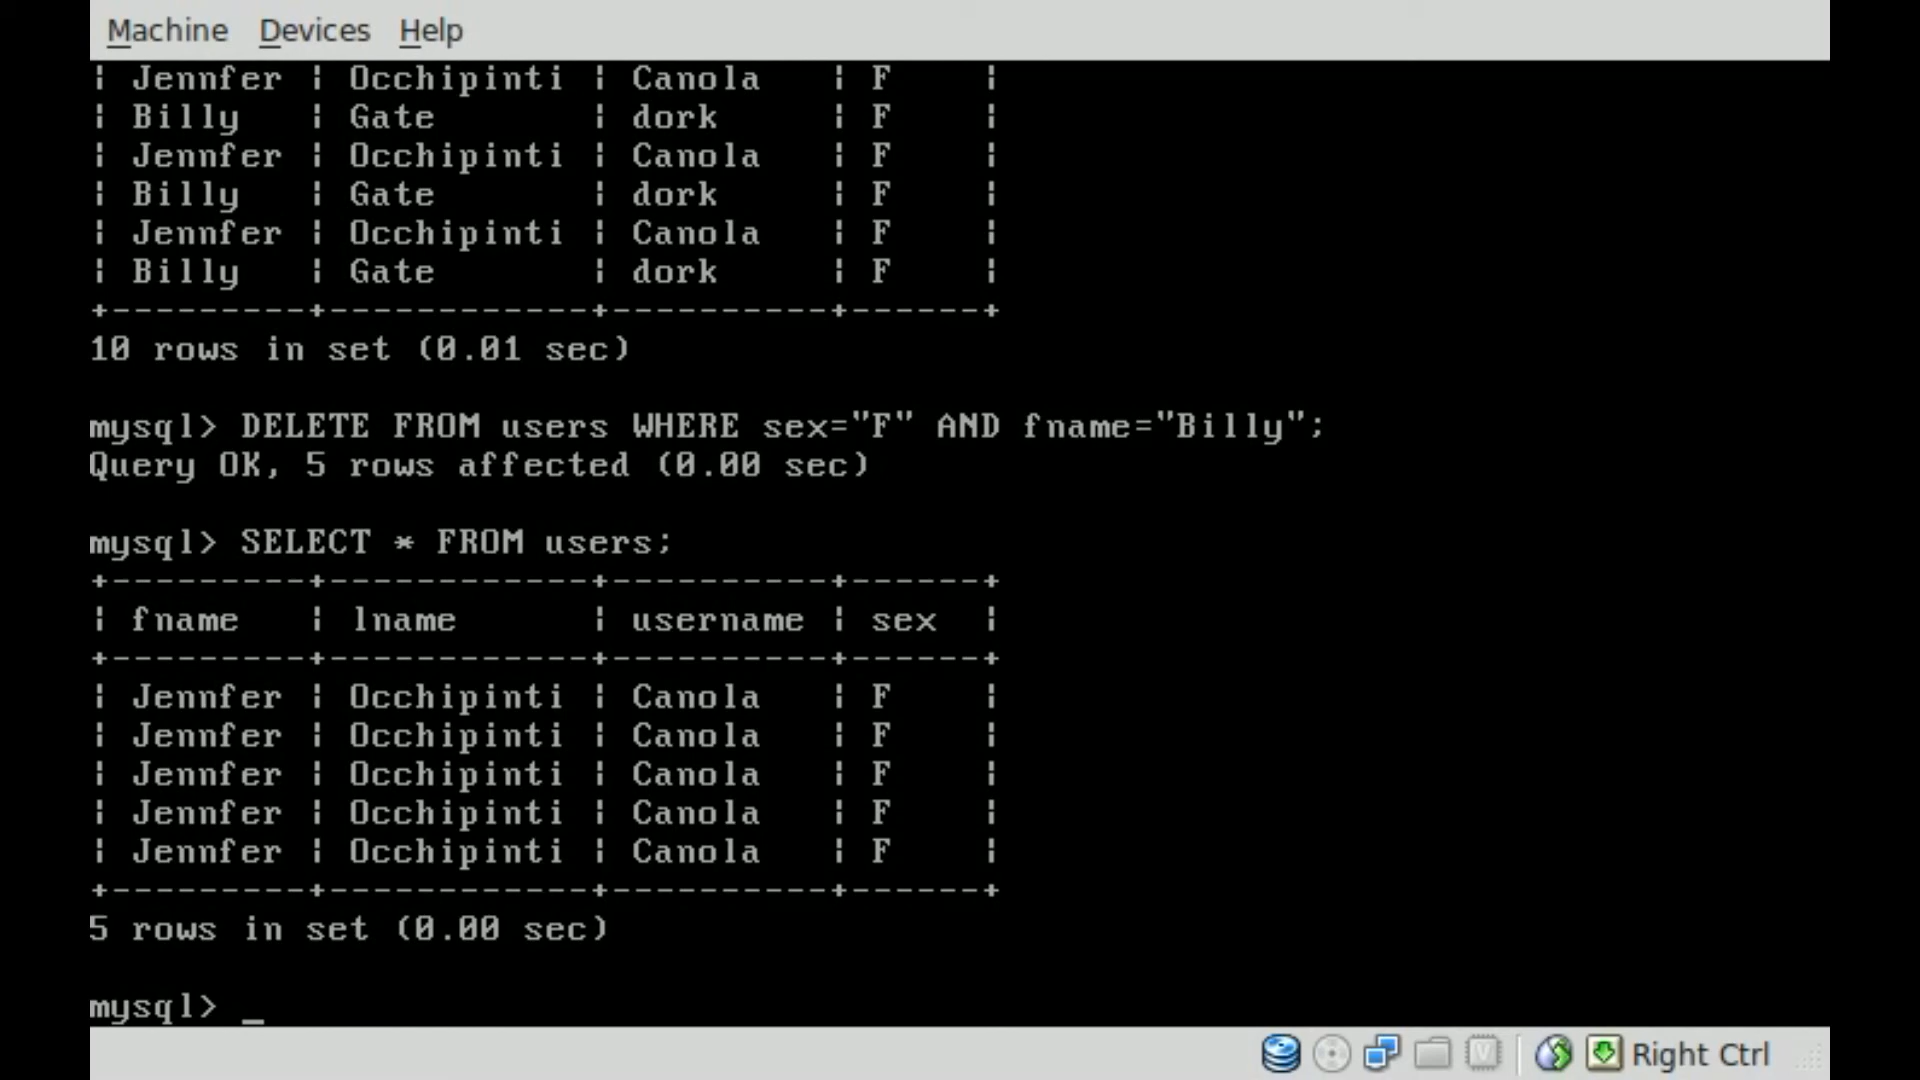 Machine Devices Help
| Jennfer | Occhipinti | Canola   | F    |
| Billy   | Gate       | dork     | F    |
| Jennfer | Occhipinti | Canola   | F    |
| Billy   | Gate       | dork     | F    |
| Jennfer | Occhipinti | Canola   | F    |
| Billy   | Gate       | dork     | F    |
+---------+------------+----------+------+
10 rows in set (0.01 sec)
mysql> DELETE FROM users WHERE sex="F" AND fname="Billy";
Query OK, 5 rows affected (0.00 sec)
mysql> SELECT * FROM users;
+---------+------------+----------+------+
| fname   | lname      | username | sex  |
+---------+------------+----------+------+
| Jennfer | Occhipinti | Canola   | F    |
| Jennfer | Occhipinti | Canola   | F    |
| Jennfer | Occhipinti | Canola   | F    |
| Jennfer | Occhipinti | Canola   | F    |
| Jennfer | Occhipinti | Canola   | F    |
+---------+------------+----------+------+
5 rows in set (0.00 sec)
mysql> _
Right Ctrl